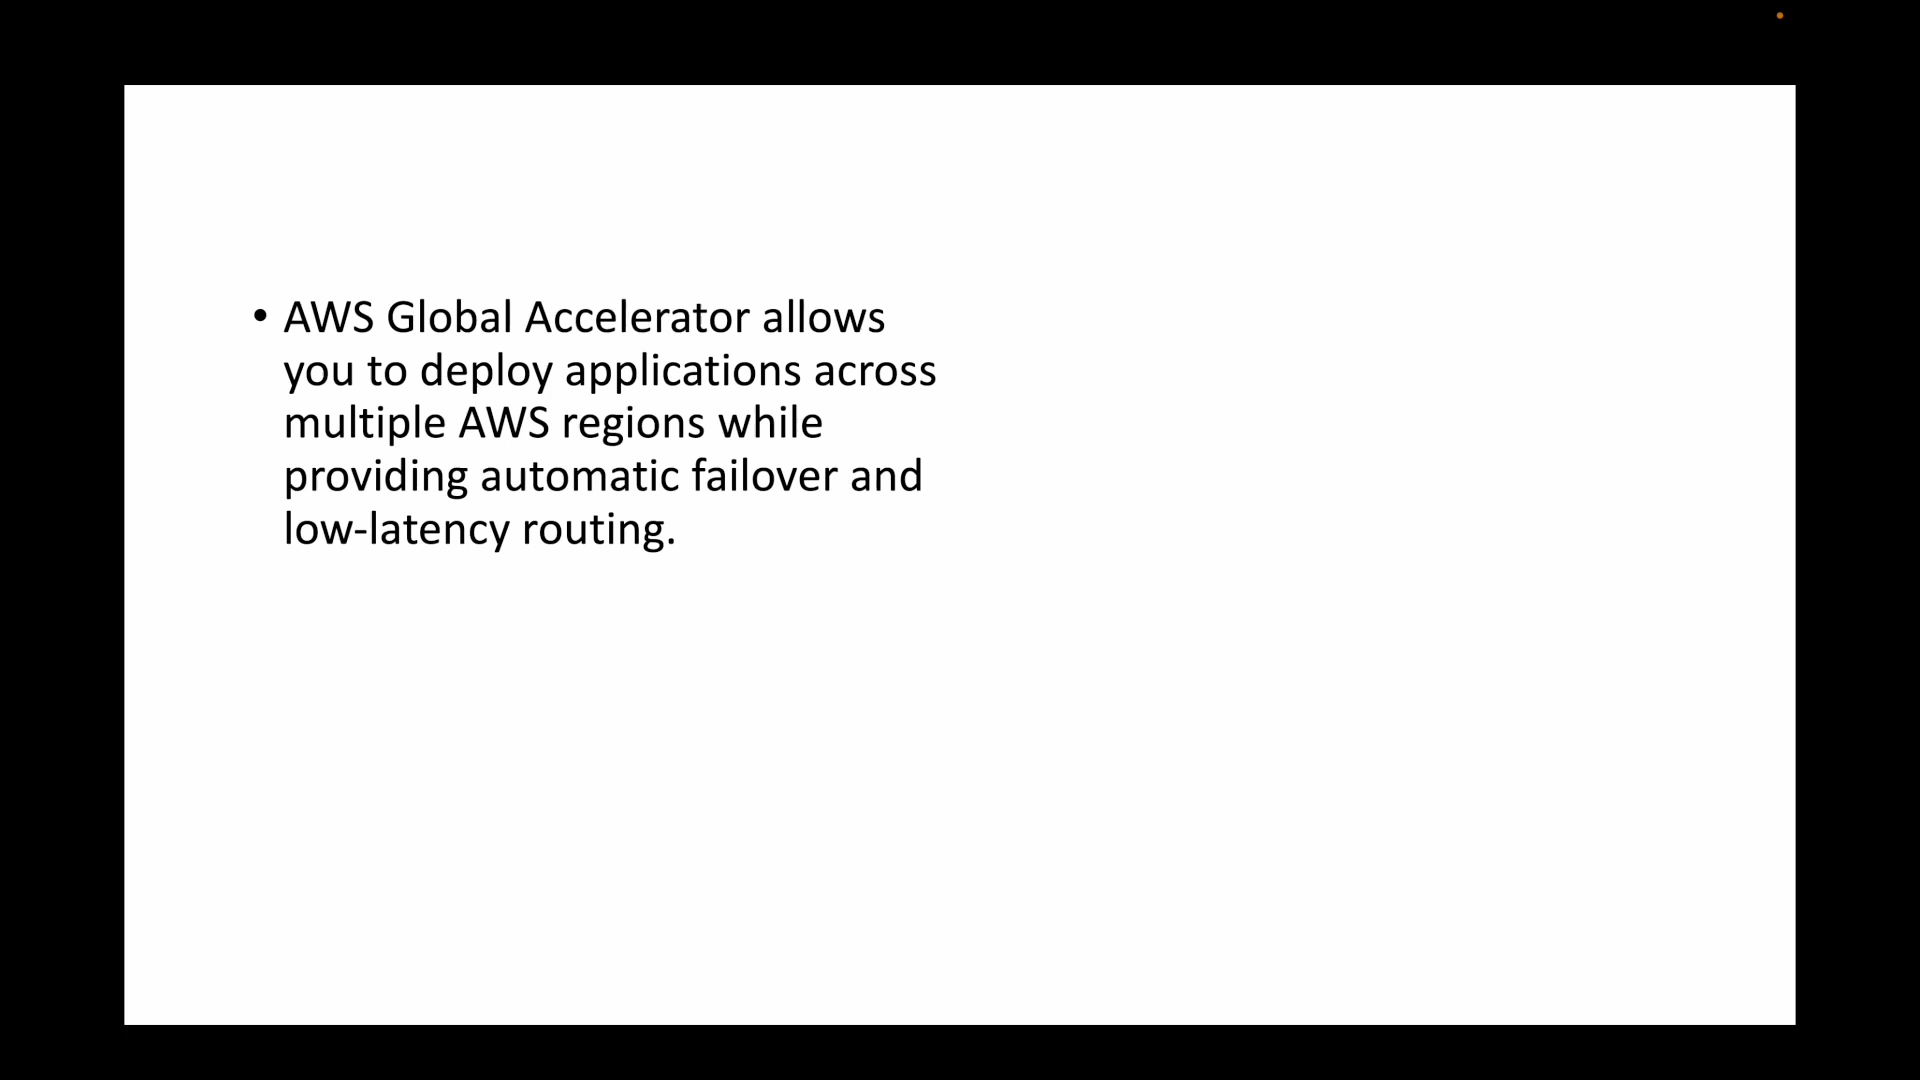 • AWS Global Accelerator allows
you to deploy applications across
multiple AWS regions while
providing automatic failover and
low-latency routing.